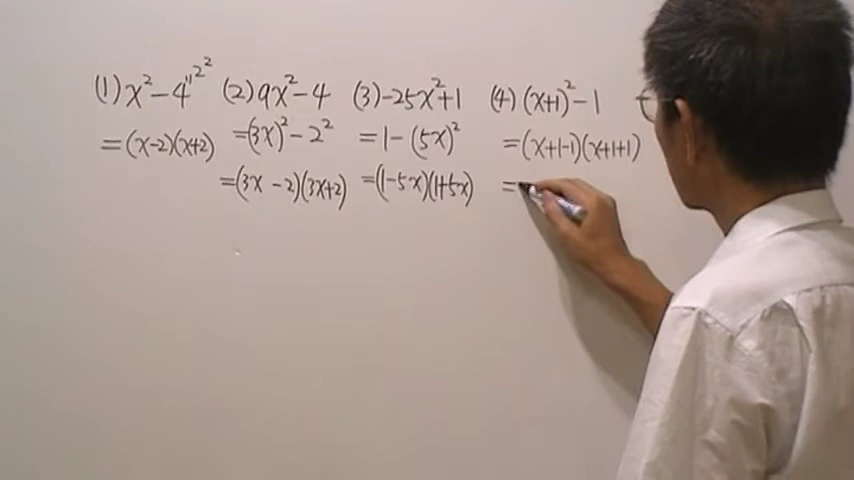 (1) x² - 4 " 2² (2) 9x² - 4 (3) -25x² + 1 (4) (x+1)² - 1
= (x-2)(x+2) = (3x)² - 2² = 1 - (5x)² = (x+1-1)(x+1+1)
= (3x-2)(3x+2) = (1-5x)(1+5x) =